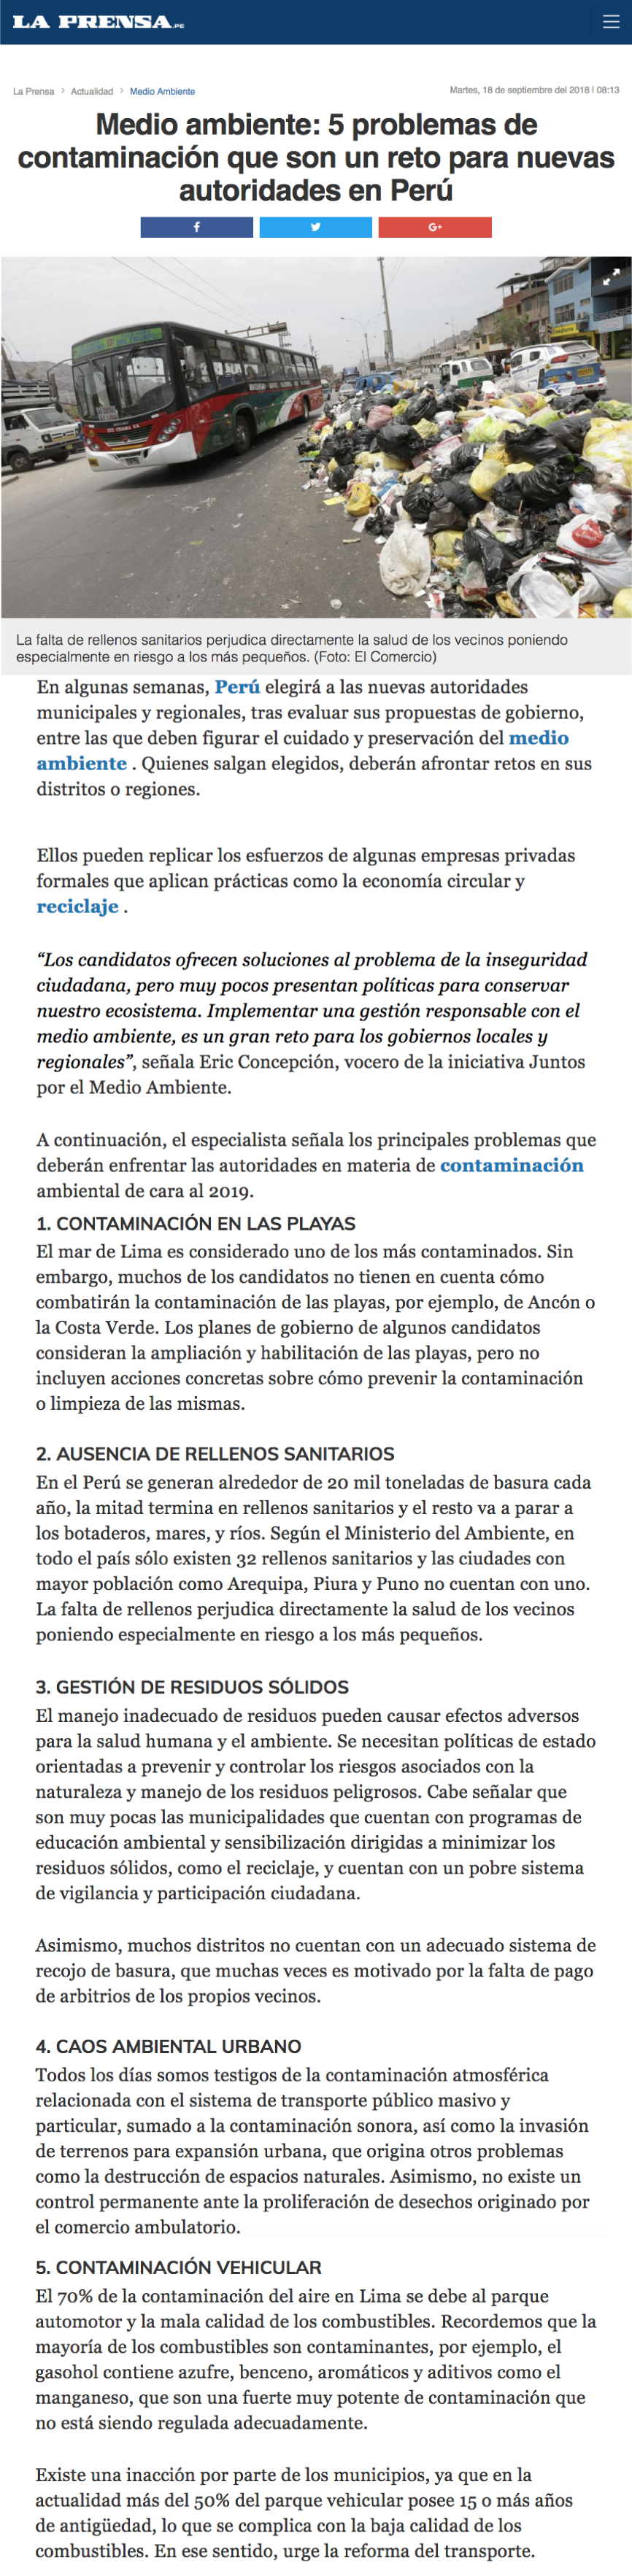 LA PRENSA.PE
La Prensa > Actualidad > Medio Ambiente
Martes, 18 de septiembre del 2018 | 08:13
Medio ambiente: 5 problemas de
contaminación que son un reto para nuevas
autoridades en Perú
La falta de rellenos sanitarios perjudica directamente la salud de los vecinos poniendo
especialmente en riesgo a los más pequeños. (Foto: El Comercio)
En algunas semanas, Perú elegirá a las nuevas autoridades
municipales y regionales, tras evaluar sus propuestas de gobierno,
entre las que deben figurar el cuidado y preservación del medio
ambiente . Quienes salgan elegidos, deberán afrontar retos en sus
distritos o regiones.
Ellos pueden replicar los esfuerzos de algunas empresas privadas
formales que aplican prácticas como la economía circular y
reciclaje .
“Los candidatos ofrecen soluciones al problema de la inseguridad
ciudadana, pero muy pocos presentan políticas para conservar
nuestro ecosistema. Implementar una gestión responsable con el
medio ambiente, es un gran reto para los gobiernos locales y
regionales”, señala Eric Concepción, vocero de la iniciativa Juntos
por el Medio Ambiente.
A continuación, el especialista señala los principales problemas que
deberán enfrentar las autoridades en materia de contaminación
ambiental de cara al 2019.
1. CONTAMINACIÓN EN LAS PLAYAS
El mar de Lima es considerado uno de los más contaminados. Sin
embargo, muchos de los candidatos no tienen en cuenta cómo
combatirán la contaminación de las playas, por ejemplo, de Ancón o
la Costa Verde. Los planes de gobierno de algunos candidatos
consideran la ampliación y habilitación de las playas, pero no
incluyen acciones concretas sobre cómo prevenir la contaminación
o limpieza de las mismas.
2. AUSENCIA DE RELLENOS SANITARIOS
En el Perú se generan alrededor de 20 mil toneladas de basura cada
año, la mitad termina en rellenos sanitarios y el resto va a parar a
los botaderos, mares, y ríos. Según el Ministerio del Ambiente, en
todo el país sólo existen 32 rellenos sanitarios y las ciudades con
mayor población como Arequipa, Piura y Puno no cuentan con uno.
La falta de rellenos perjudica directamente la salud de los vecinos
poniendo especialmente en riesgo a los más pequeños.
3. GESTIÓN DE RESIDUOS SÓLIDOS
El manejo inadecuado de residuos pueden causar efectos adversos
para la salud humana y el ambiente. Se necesitan políticas de estado
orientadas a prevenir y controlar los riesgos asociados con la
naturaleza y manejo de los residuos peligrosos. Cabe señalar que
son muy pocas las municipalidades que cuentan con programas de
educación ambiental y sensibilización dirigidas a minimizar los
residuos sólidos, como el reciclaje, y cuentan con un pobre sistema
de vigilancia y participación ciudadana.
Asimismo, muchos distritos no cuentan con un adecuado sistema de
recojo de basura, que muchas veces es motivado por la falta de pago
de arbitrios de los propios vecinos.
4. CAOS AMBIENTAL URBANO
Todos los días somos testigos de la contaminación atmosférica
relacionada con el sistema de transporte público masivo y
particular, sumado a la contaminación sonora, así como la invasión
de terrenos para expansión urbana, que origina otros problemas
como la destrucción de espacios naturales. Asimismo, no existe un
control permanente ante la proliferación de desechos originado por
el comercio ambulatorio.
5. CONTAMINACIÓN VEHICULAR
El 70% de la contaminación del aire en Lima se debe al parque
automotor y la mala calidad de los combustibles. Recordemos que la
mayoría de los combustibles son contaminantes, por ejemplo, el
gasohol contiene azufre, benceno, aromáticos y aditivos como el
manganeso, que son una fuerte muy potente de contaminación que
no está siendo regulada adecuadamente.
Existe una inacción por parte de los municipios, ya que en la
actualidad más del 50% del parque vehicular posee 15 o más años
de antigüedad, lo que se complica con la baja calidad de los
combustibles. En ese sentido, urge la reforma del transporte.